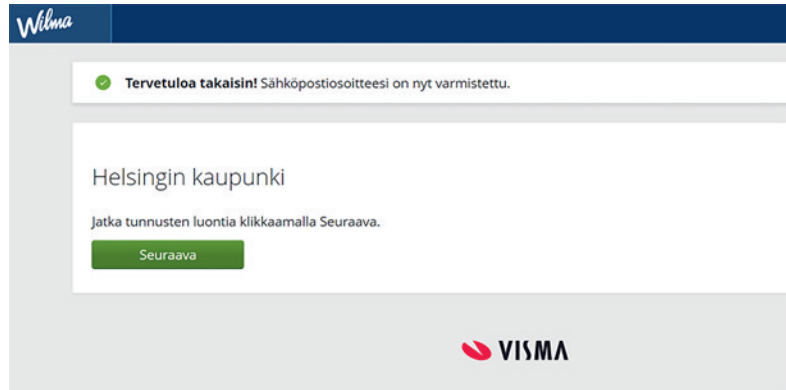 Wilma
Tervetuloa takaisin! Sähköpostiosoitteesi on nyt varmistettu.
Helsingin kaupunki
Jatka tunnusten luontia klikkaamalla Seuraava.
Seuraava
VISMA